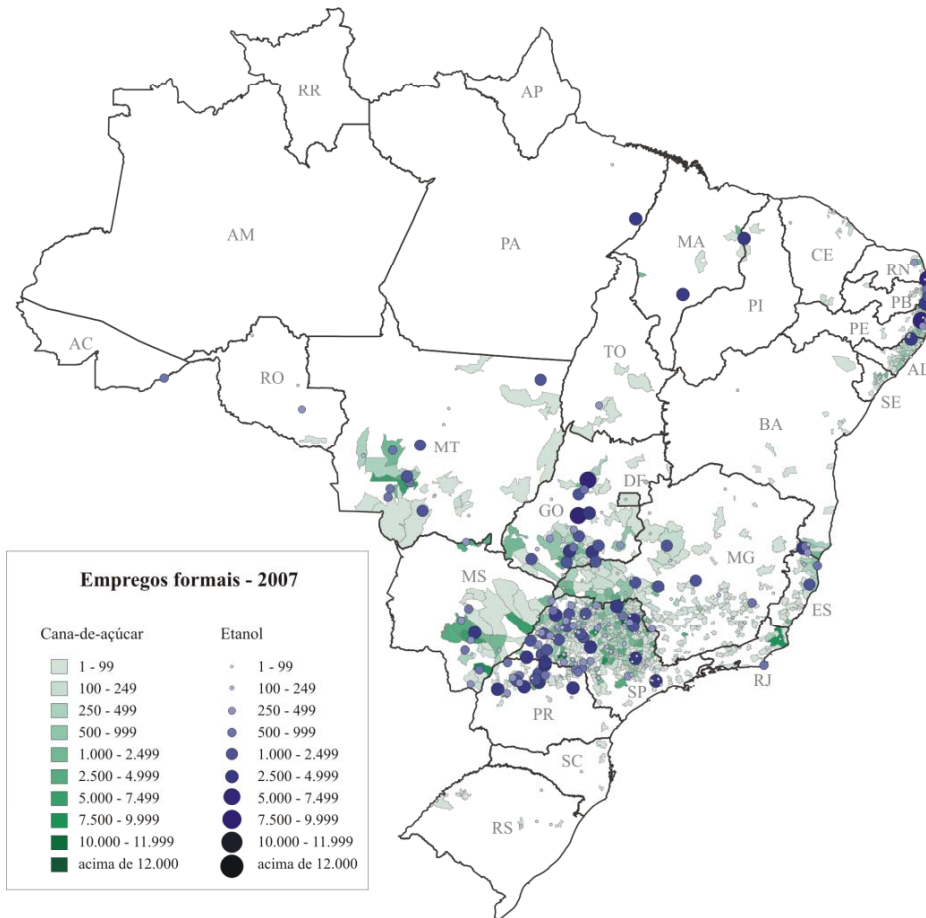 RR
AP
AM
PA
MA
CE
RN
PB
PI
PE
AC
AL
TO
RO
SE
BA
MT
DF
GO
MG
MS
ES
SP
RJ
PR
SC
RS
Empregos formais - 2007
Cana-de-açúcar
Etanol
1 - 99
1 - 99
100 - 249
100 - 249
250 - 499
250 - 499
500 - 999
500 - 999
1.000 - 2.499
1.000 - 2.499
2.500 - 4.999
2.500 - 4.999
5.000 - 7.499
5.000 - 7.499
7.500 - 9.999
7.500 - 9.999
10.000 - 11.999
10.000 - 11.999
acima de 12.000
acima de 12.000